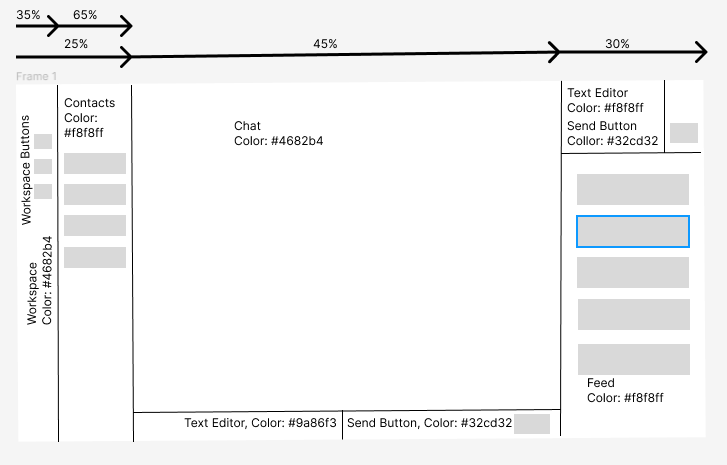 35%
65%
25%
45%
30%
Frame 1
Workspace Buttons
Workspace
Color: #4682b4
Contacts
Color:
#f8f8ff
Chat
Color: #4682b4
Text Editor
Color: #f8f8ff
Send Button
Collor: #32cd32
Feed
Color: #f8f8ff
Text Editor, Color: #9a86f3
Send Button, Color: #32cd32